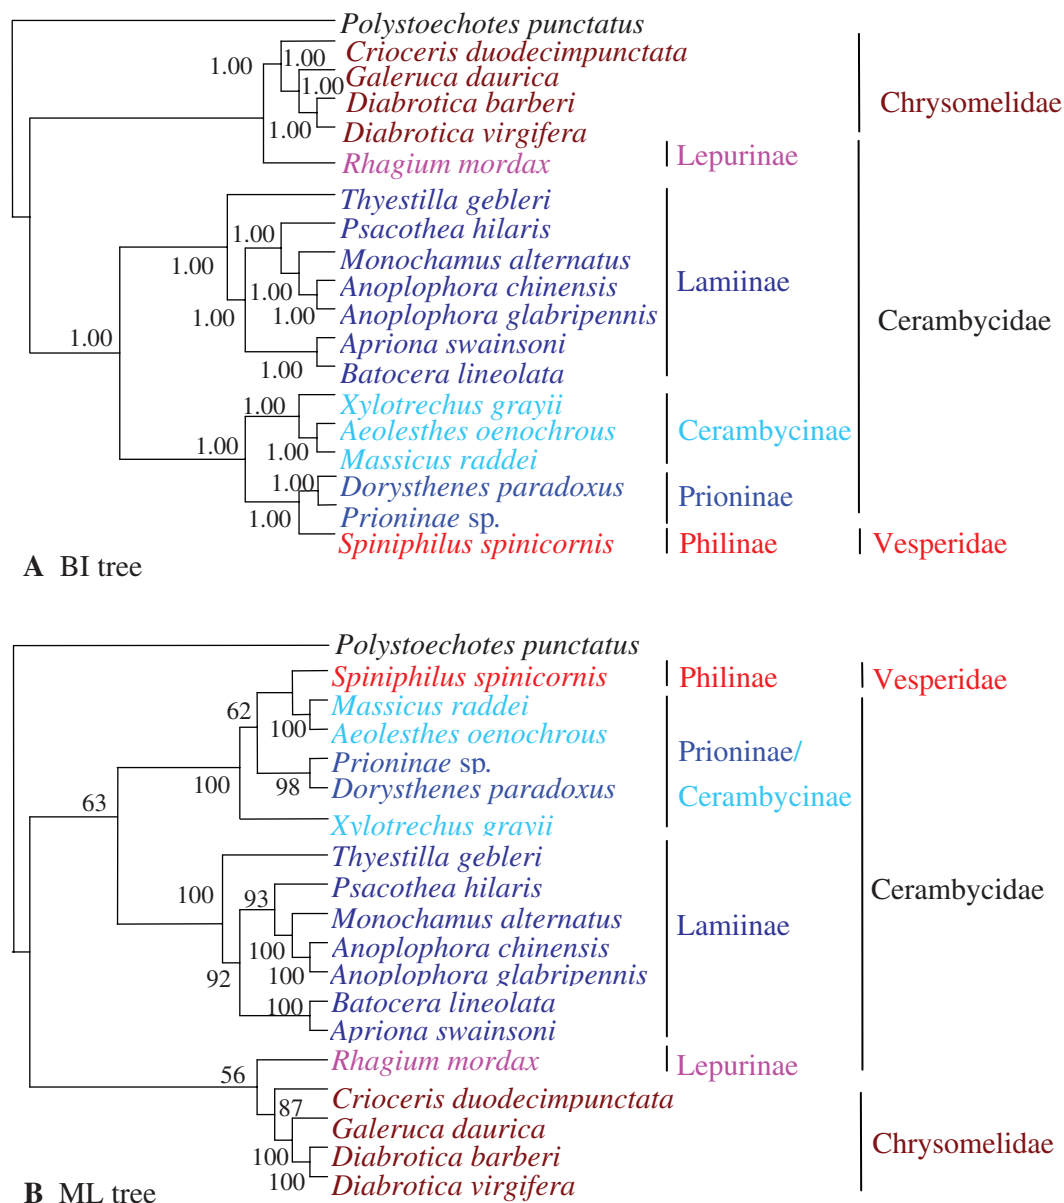 Polystoechotes punctatus
Crioceris duodecimpunctata
1.00
1.00
Galeruca daurica
1.00
Diabrotica barberi
Chrysomelidae
1.00
Diabrotica virgifera
Rhagium mordax
Lepurinae
Thyestilla gebleri
Psacothea hilaris
1.00
Monochamus alternatus
1.00
Anoplophora chinensis
Lamiinae
1.00
Anoplophora glabripennis
1.00
1.00
Cerambycidae
1.00
Apriona swainsoni
1.00
Batocera lineolata
Xylotrechus grayii
1.00
Aeolesthes oenochrous
Cerambycinae
1.00
1.00
Massicus raddei
1.00
Dorysthenes paradoxus
Prioninae
1.00
Prioninae sp.
Spiniphilus spinicornis
Philinae
Vesperidae
A BI tree
Polystoechotes punctatus
Spiniphilus spinicornis
Philinae
Vesperidae
Massicus raddei
62
100
Aeolesthes oenochrous
Prioninae sp.
Prioninae/
100
98
Dorysthenes paradoxus
Cerambycinae
63
Xylotrechus grayii
Thyestilla gebleri
100
93
Psacothea hilaris
Cerambycidae
Monochamus alternatus
Lamiinae
100
Anoplophora chinensis
92
100
Anoplophora glabripennis
100
Batocera lineolata
Apriona swainsoni
Rhagium mordax
Lepurinae
56
Crioceris duodecimpunctata
87
Galeruca daurica
Chrysomelidae
100
Diabrotica barberi
100
Diabrotica virgifera
B ML tree